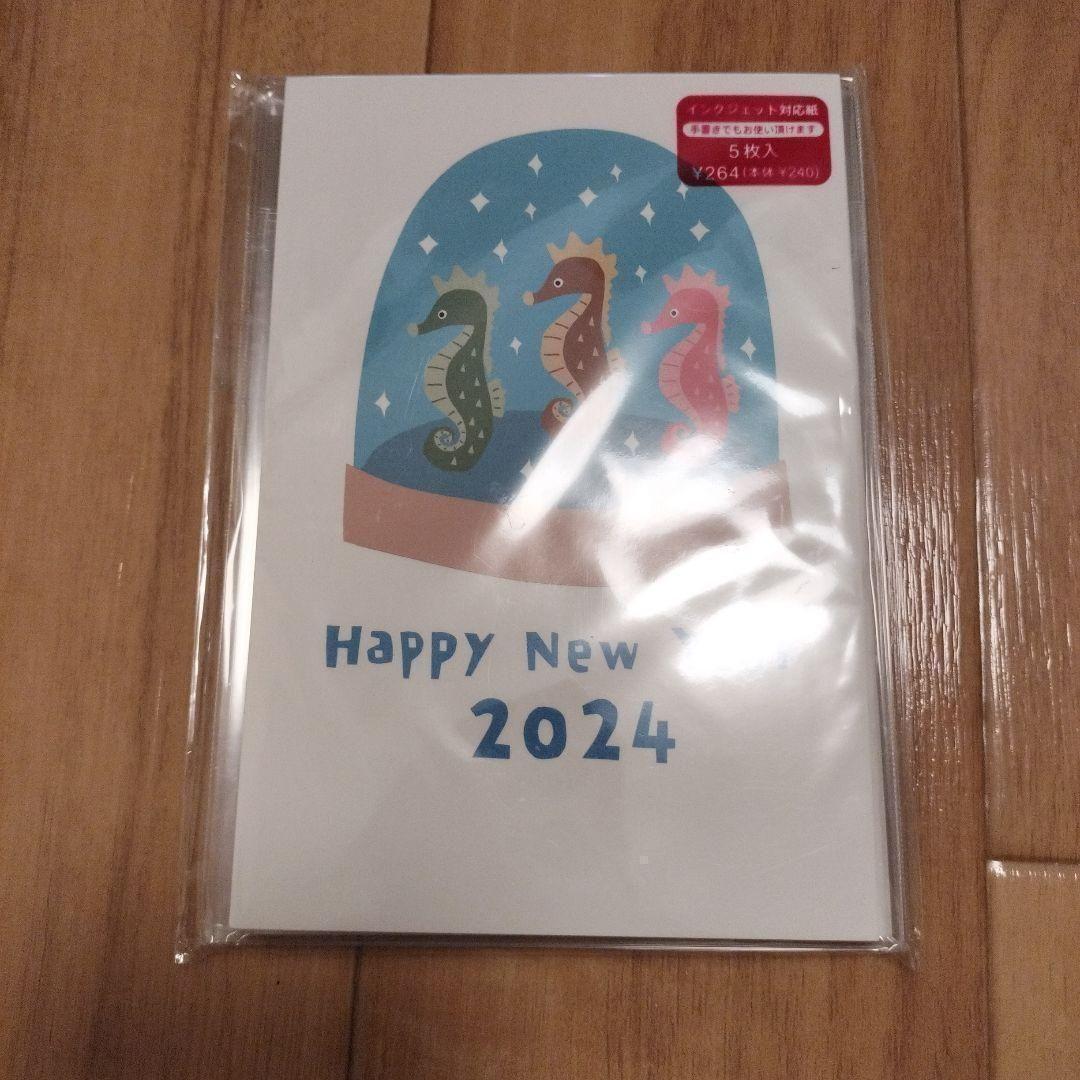 インクジェット対応紙
手書きでもお使い頂けます
5枚入
¥264(本体 ¥240)
Happy New Year
2024